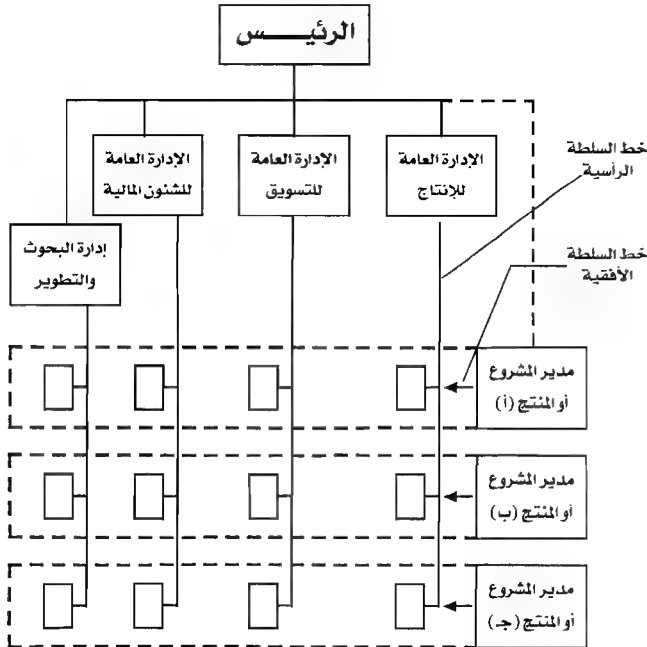 الرئيـــــس
الإدارة العامة
للإنتاج
الإدارة العامة
للتسويق
الإدارة العامة
للشئون المالية
إدارة البحوث
والتطوير
خط السلطة
الرأسية
خط السلطة
الأفقية
مدير المشروع
أو المنتج (أ)
مدير المشروع
أو المنتج (ب)
مدير المشروع
أو المنتج (جـ)